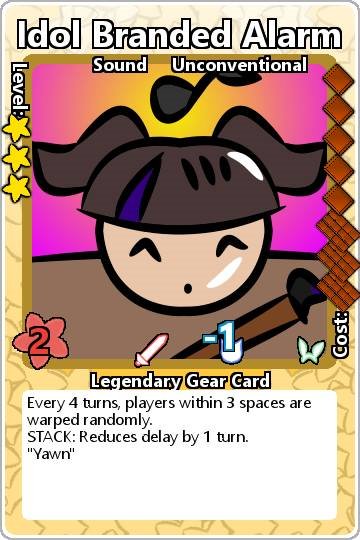 Idol Branded Alarm
Sound Unconventional
Level:
2
-1
Cost:
Legendary Gear Card
Every 4 turns, players within 3 spaces are
warped randomly.
STACK: Reduces delay by 1 turn.
"Yawn"